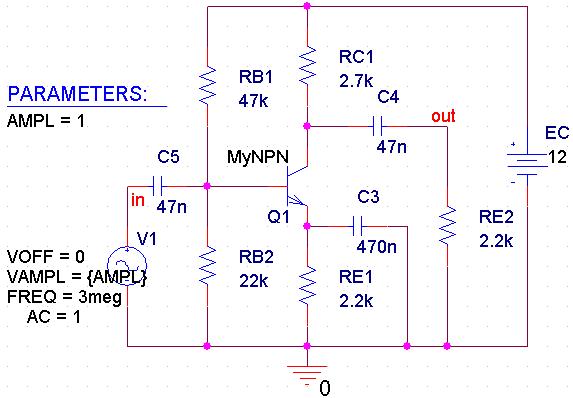 RC1
2.7k
RB1
47k
PARAMETERS:
AMPL = 1
C4
47n
out
EC
12
C5
47n
in
MyNPN
Q1
C3
470n
RE2
2.2k
V1
VOFF = 0
VAMPL = {AMPL}
FREQ = 3meg
AC = 1
RB2
22k
RE1
2.2k
0
+
-